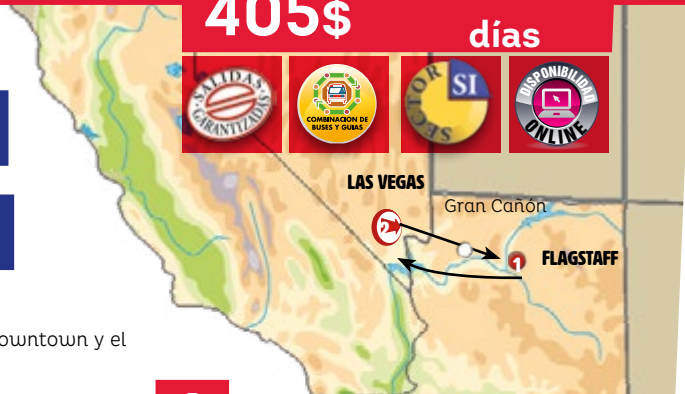 405$
días
SALIDAS GARANTIZADAS
COMBINACION DE
BUSES Y GUIAS
SECTOR SI
DISPONIBILIDAD
ONLINE
LAS VEGAS
Gran Cañón
2
1
FLAGSTAFF
owntown y el